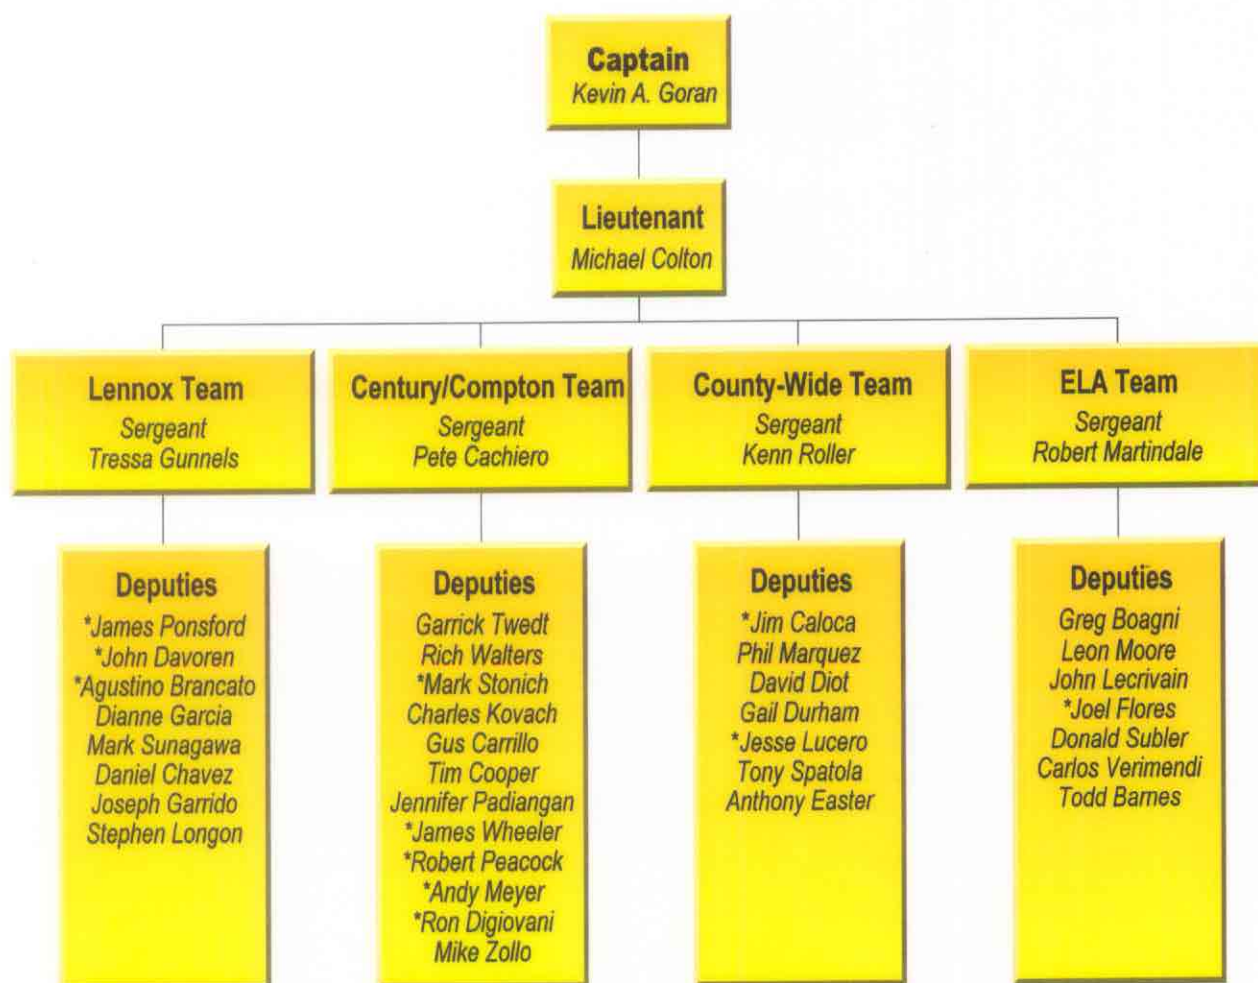 Captain
Kevin A. Goran
Lieutenant
Michael Colton
Lennox Team
Sergeant
Tressa Gunnels
Century/Compton Team
Sergeant
Pete Cachiero
County-Wide Team
Sergeant
Kenn Roller
ELA Team
Sergeant
Robert Martindale
Deputies
*James Ponsford
*John Davoren
*Agustino Brancato
Dianne Garcia
Mark Sunagawa
Daniel Chavez
Joseph Garrido
Stephen Longon
Deputies
Garrick Twedt
Rich Walters
*Mark Stonich
Charles Kovach
Gus Carrillo
Tim Cooper
Jennifer Padiangan
*James Wheeler
*Robert Peacock
*Andy Meyer
*Ron Digiovani
Mike Zollo
Deputies
*Jim Caloca
Phil Marquez
David Diot
Gail Durham
*Jesse Lucero
Tony Spatola
Anthony Easter
Deputies
Greg Boagni
Leon Moore
John Lecrivain
*Joel Flores
Donald Subler
Carlos Verimendi
Todd Barnes